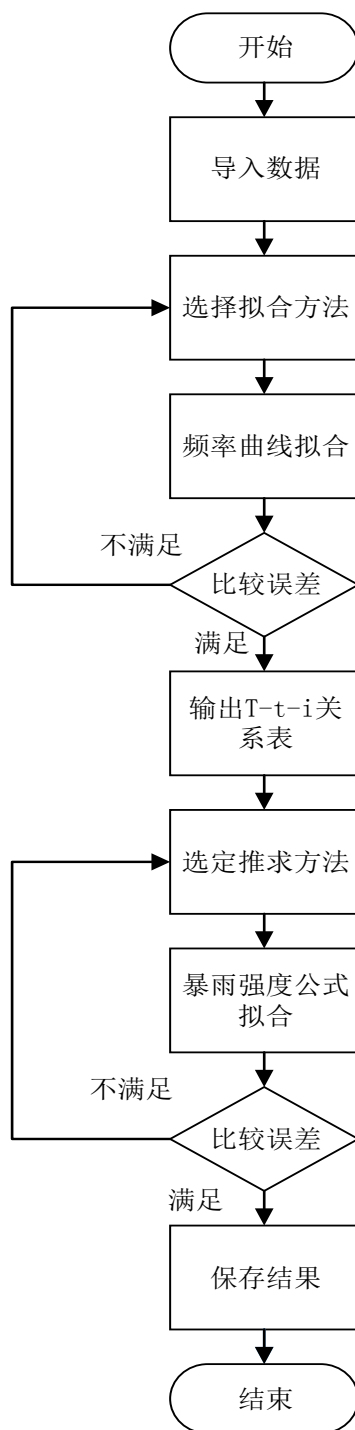 开始
导入数据
选择拟合方法
频率曲线拟合
不满足
比较误差
满足
输出T-t-i关
系表
选定推求方法
暴雨强度公式
拟合
不满足
比较误差
满足
保存结果
结束